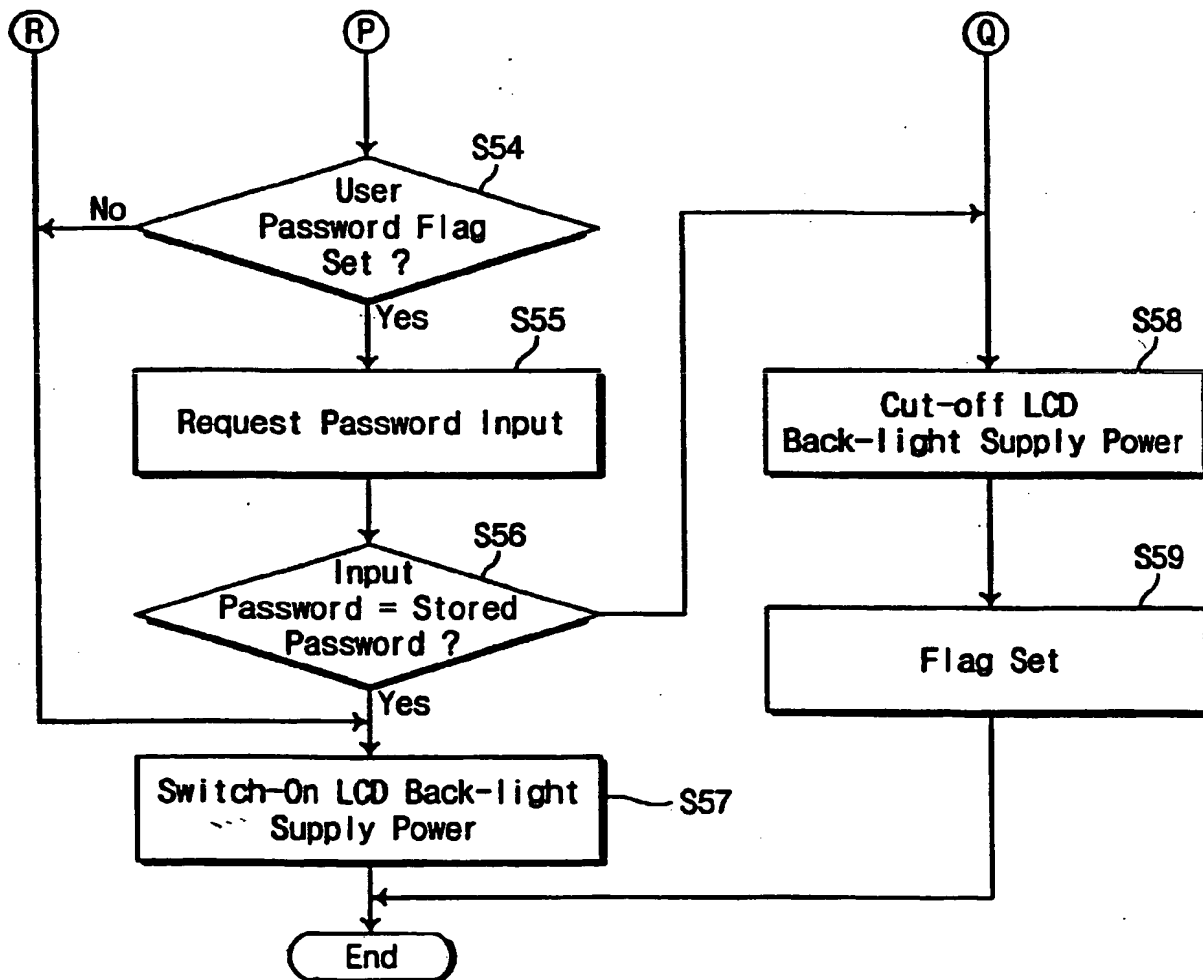 R
P
Q
S54
User
Password Flag
Set ?
No
Yes
S55
Request Password Input
S56
Input
Password = Stored
Password ?
Yes
Switch-On LCD Back-light
Supply Power
S57
S58
Cut-off LCD
Back-light Supply Power
S59
Flag Set
End